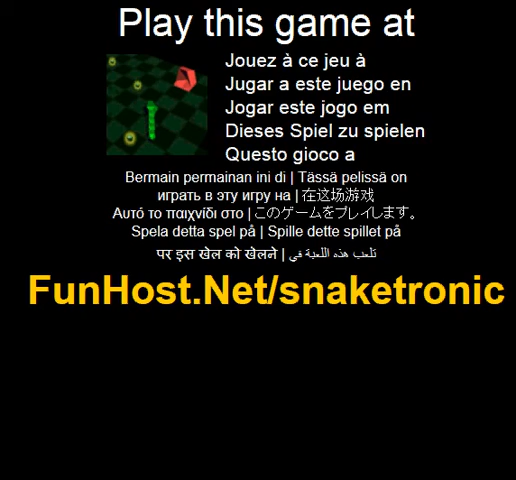 Play this game at
Jouez à ce jeu à
Jugar a este juego en
Jogar este jogo em
Dieses Spiel zu spielen
Questo gioco a
Bermain permainan ini di | Tässä pelissä on
играть в эту игру на | 在这场游戏
Αυτό το παιχνίδι στο | このゲームをプレイします。
Spela detta spel på | Spille dette spillet på
पर इस खेल को खेलने | تلعب هذه اللعبة في
FunHost.Net/snaketronic